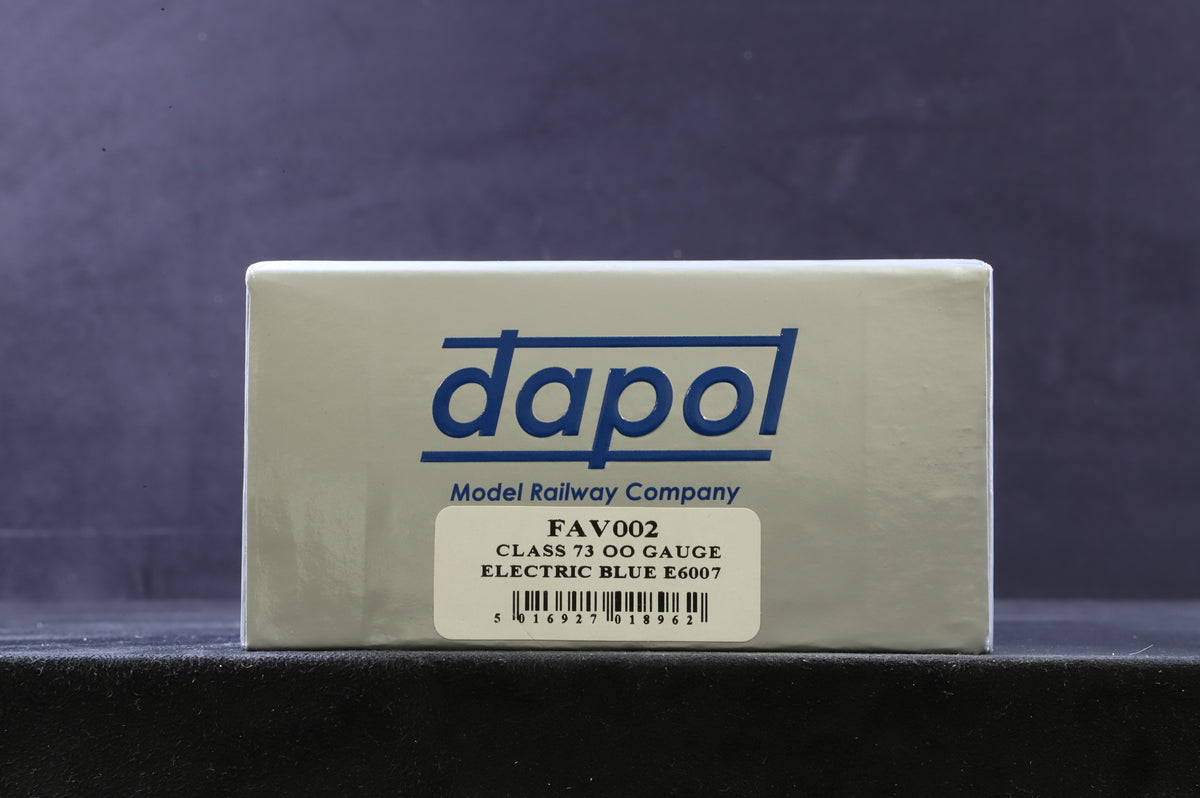 dapol
Model Railway Company
FAV002
CLASS 73 OO GAUGE
ELECTRIC BLUE E6007
5 016927 018962